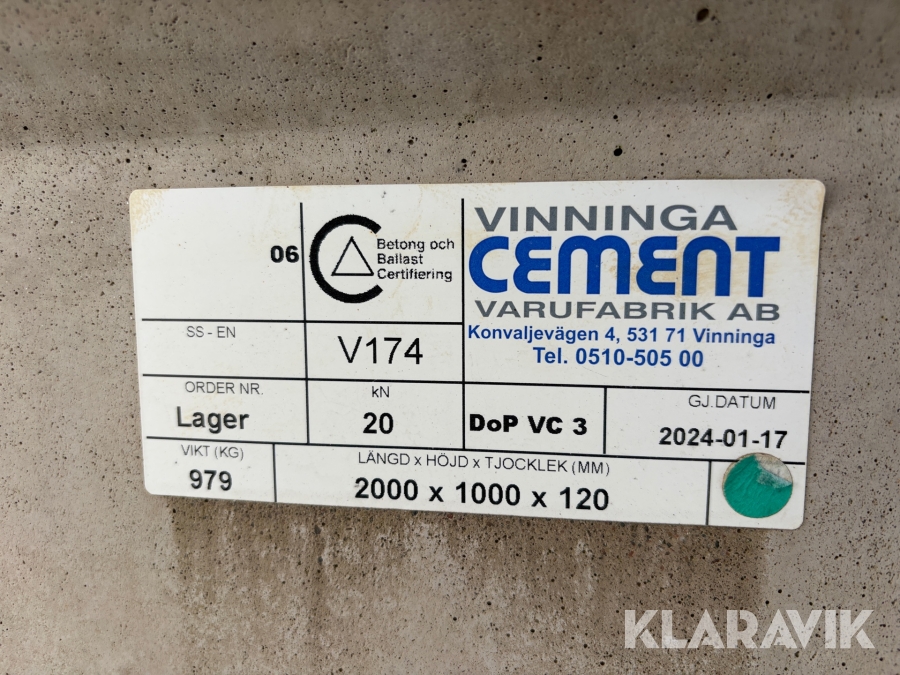 06
Betong och
Ballast
Certifiering
VINNINGA
CEMENT
VARUFABRIK AB
Konvaljevägen 4, 531 71 Vinninga
Tel. 0510-505 00
SS - EN
V174
ORDER NR.
Lager
kN
20
DoP VC 3
GJ.DATUM
2024-01-17
VIKT (KG)
979
LÄNGD x HÖJD x TJOCKLEK (MM)
2000 x 1000 x 120
KLARAVIK